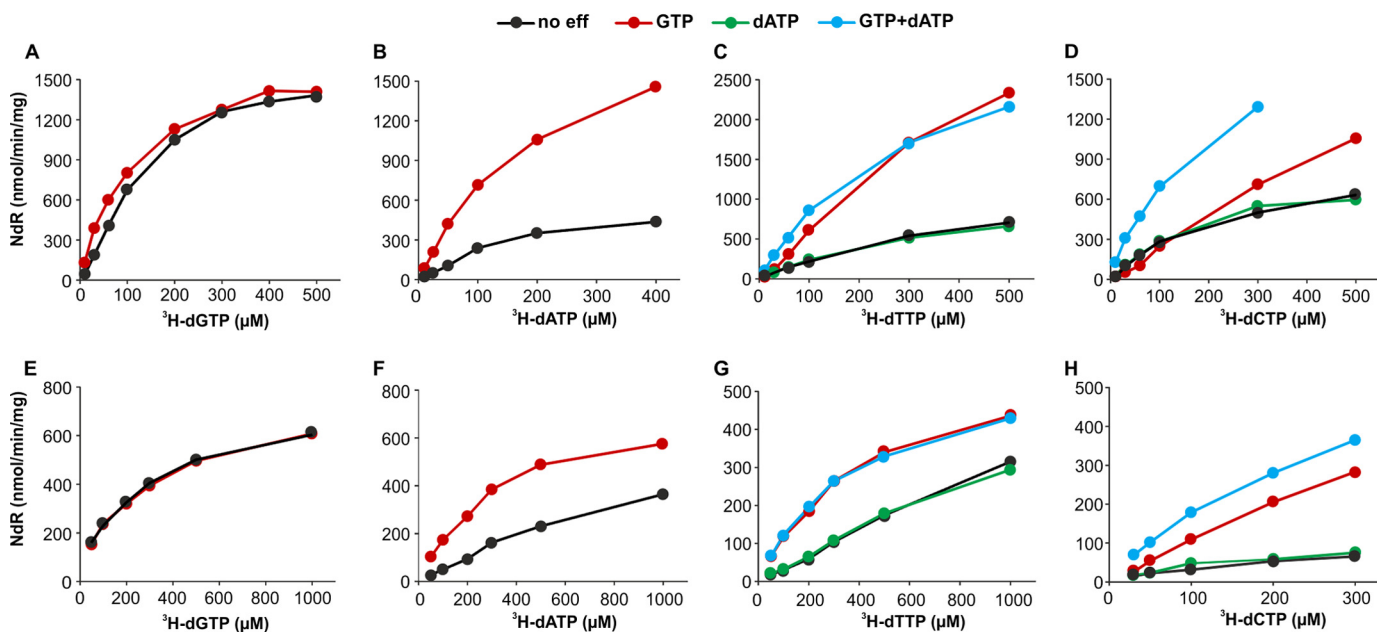 no eff GTP dATP GTP+dATP
A B C D
NdR (nmol/min/mg)
1500 1200 900 600 300 0
0 100 200 300 400 500
³H-dGTP (µM)
1500 1200 900 600 300 0
0 100 200 300 400
³H-dATP (µM)
2500 2000 1500 1000 500 0
0 100 200 300 400 500
³H-dTTP (µM)
1500 1200 900 600 300 0
0 100 200 300 400 500
³H-dCTP (µM)
E F G H
NdR (nmol/min/mg)
800 600 400 200 0
0 200 400 600 800 1000
³H-dGTP (µM)
800 600 400 200 0
0 200 400 600 800 1000
³H-dATP (µM)
500 400 300 200 100 0
0 200 400 600 800 1000
³H-dTTP (µM)
500 400 300 200 100 0
100 200 300
³H-dCTP (µM)